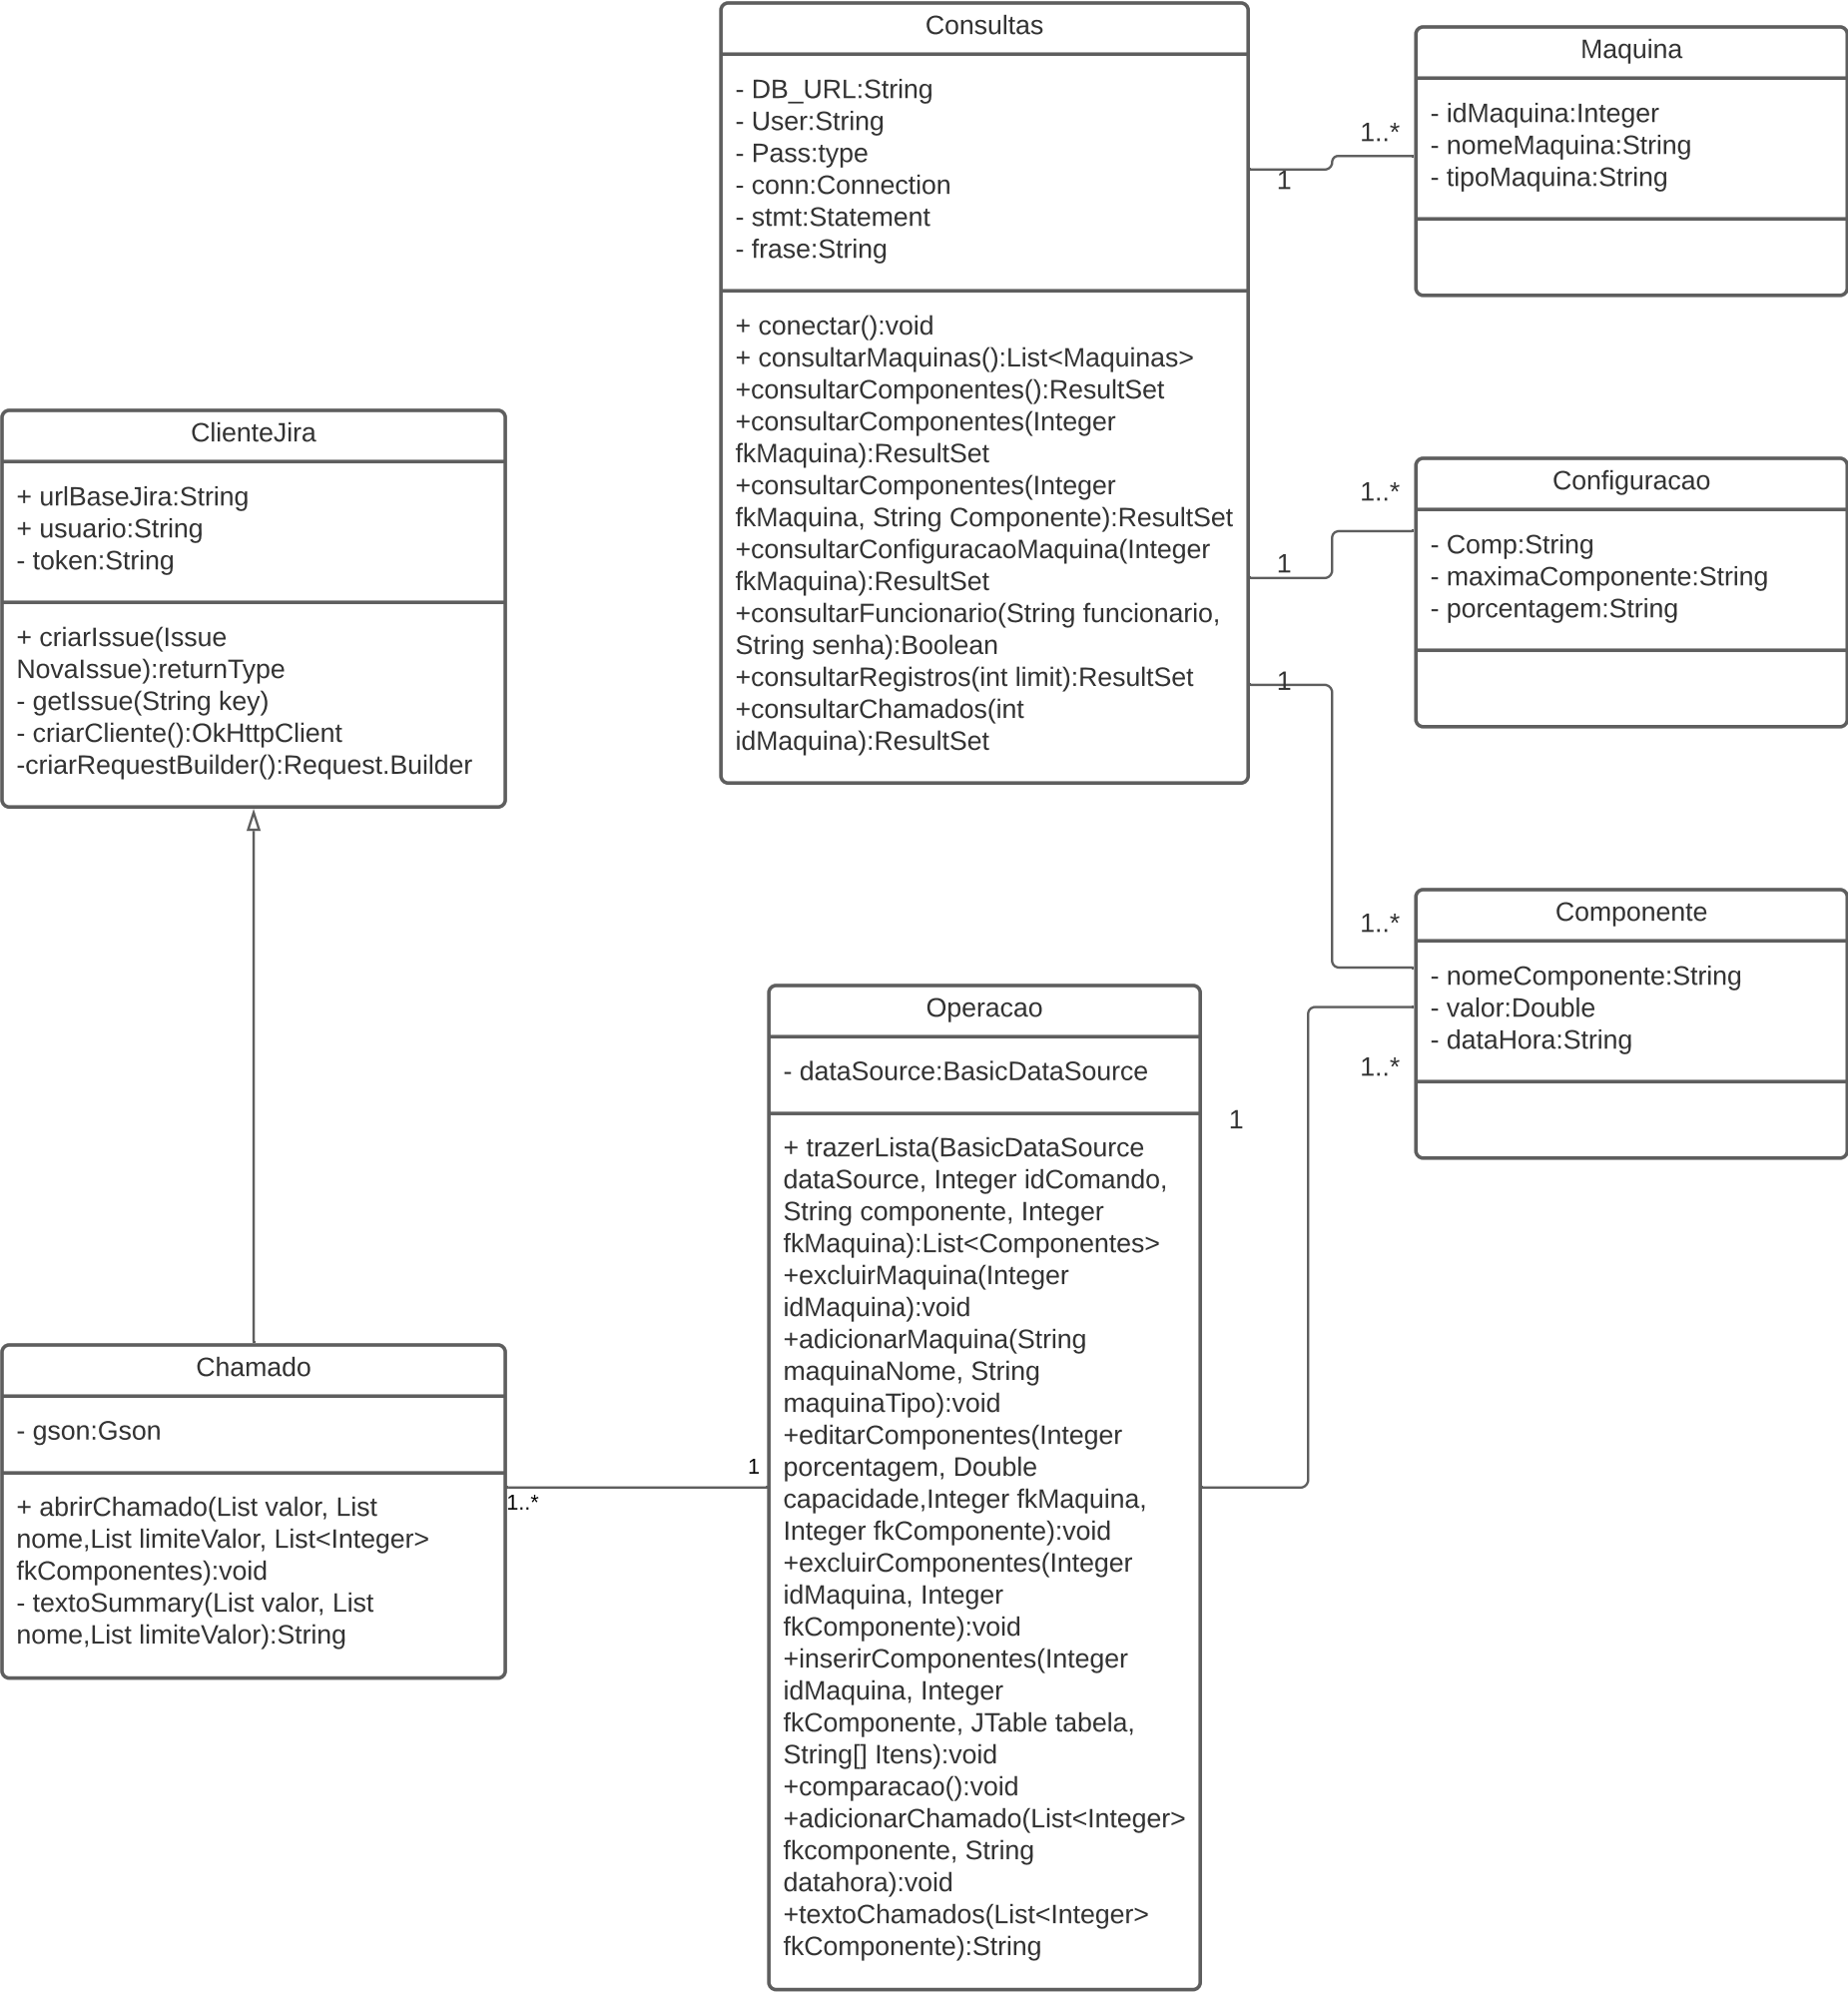 Consultas
- DB_URL:String
- User:String
- Pass:type
- conn:Connection
- stmt:Statement
- frase:String
+ conectar():void
+ consultarMaquinas():List<Maquinas>
+consultarComponentes():ResultSet
+consultarComponentes(Integer
fkMaquina):ResultSet
+consultarComponentes(Integer
fkMaquina, String Componente):ResultSet
+consultarConfiguracaoMaquina(Integer
fkMaquina):ResultSet
+consultarFuncionario(String funcionario,
String senha):Boolean
+consultarRegistros(int limit):ResultSet
+consultarChamados(int
idMaquina):ResultSet
1..*
1
Maquina
- idMaquina:Integer
- nomeMaquina:String
- tipoMaquina:String
1..*
1
Configuracao
- Comp:String
- maximaComponente:String
- porcentagem:String
1
1..*
Componente
- nomeComponente:String
- valor:Double
- dataHora:String
1..*
1
ClienteJira
+ urlBaseJira:String
+ usuario:String
- token:String
+ criarIssue(Issue
NovaIssue):returnType
- getIssue(String key)
- criarCliente():OkHttpClient
-criarRequestBuilder():Request.Builder
Chamado
- gson:Gson
+ abrirChamado(List valor, List
nome,List limiteValor, List<Integer>
fkComponentes):void
- textoSummary(List valor, List
nome,List limiteValor):String
1
1..*
Operacao
- dataSource:BasicDataSource
+ trazerLista(BasicDataSource
dataSource, Integer idComando,
String componente, Integer
fkMaquina):List<Componentes>
+excluirMaquina(Integer
idMaquina):void
+adicionarMaquina(String
maquinaNome, String
maquinaTipo):void
+editarComponentes(Integer
porcentagem, Double
capacidade,Integer fkMaquina,
Integer fkComponente):void
+excluirComponentes(Integer
idMaquina, Integer
fkComponente):void
+inserirComponentes(Integer
idMaquina, Integer
fkComponente, JTable tabela,
String[] Itens):void
+comparacao():void
+adicionarChamado(List<Integer>
fkcomponente, String
datahora):void
+textoChamados(List<Integer>
fkComponente):String